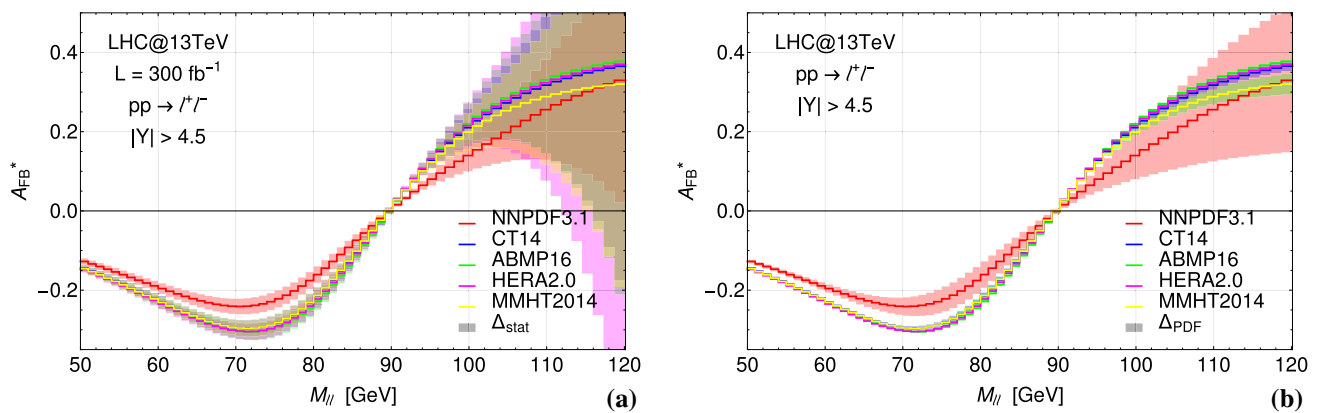 0.4
0.2
0.0
−0.2
A_FB*
LHC@13TeV
L = 300 fb⁻¹
pp → l⁺l⁻
|Y| > 4.5
NNPDF3.1
CT14
ABMP16
HERA2.0
MMHT2014
Δstat
50 60 70 80 90 100 110 120
M_ll [GeV]
(a)
0.4
0.2
0.0
−0.2
A_FB*
LHC@13TeV
pp → l⁺l⁻
|Y| > 4.5
NNPDF3.1
CT14
ABMP16
HERA2.0
MMHT2014
ΔPDF
50 60 70 80 90 100 110 120
M_ll [GeV]
(b)